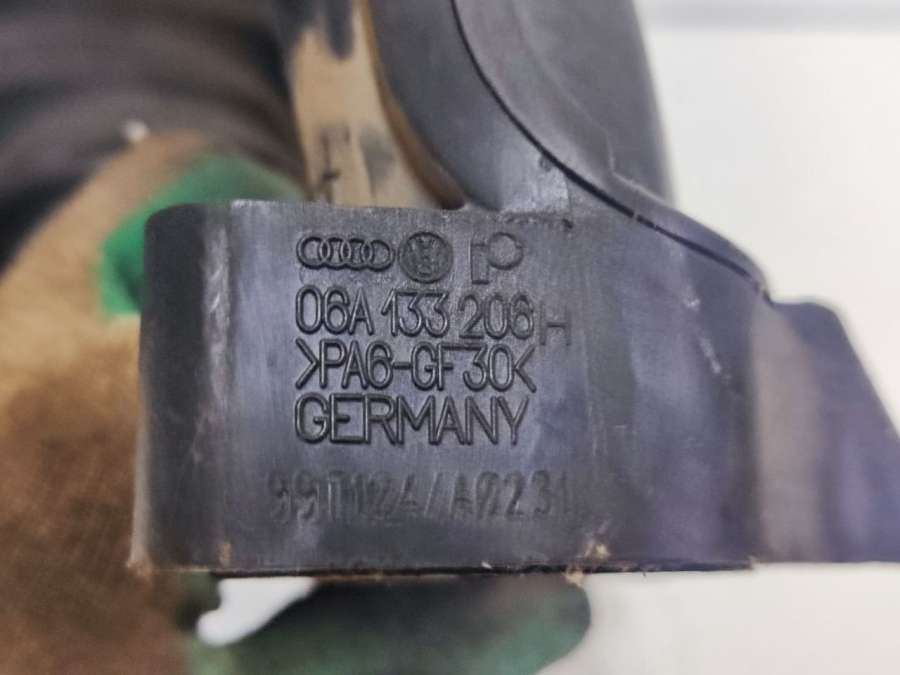 06A 133 206 H
>PA6-GF30<
GERMANY